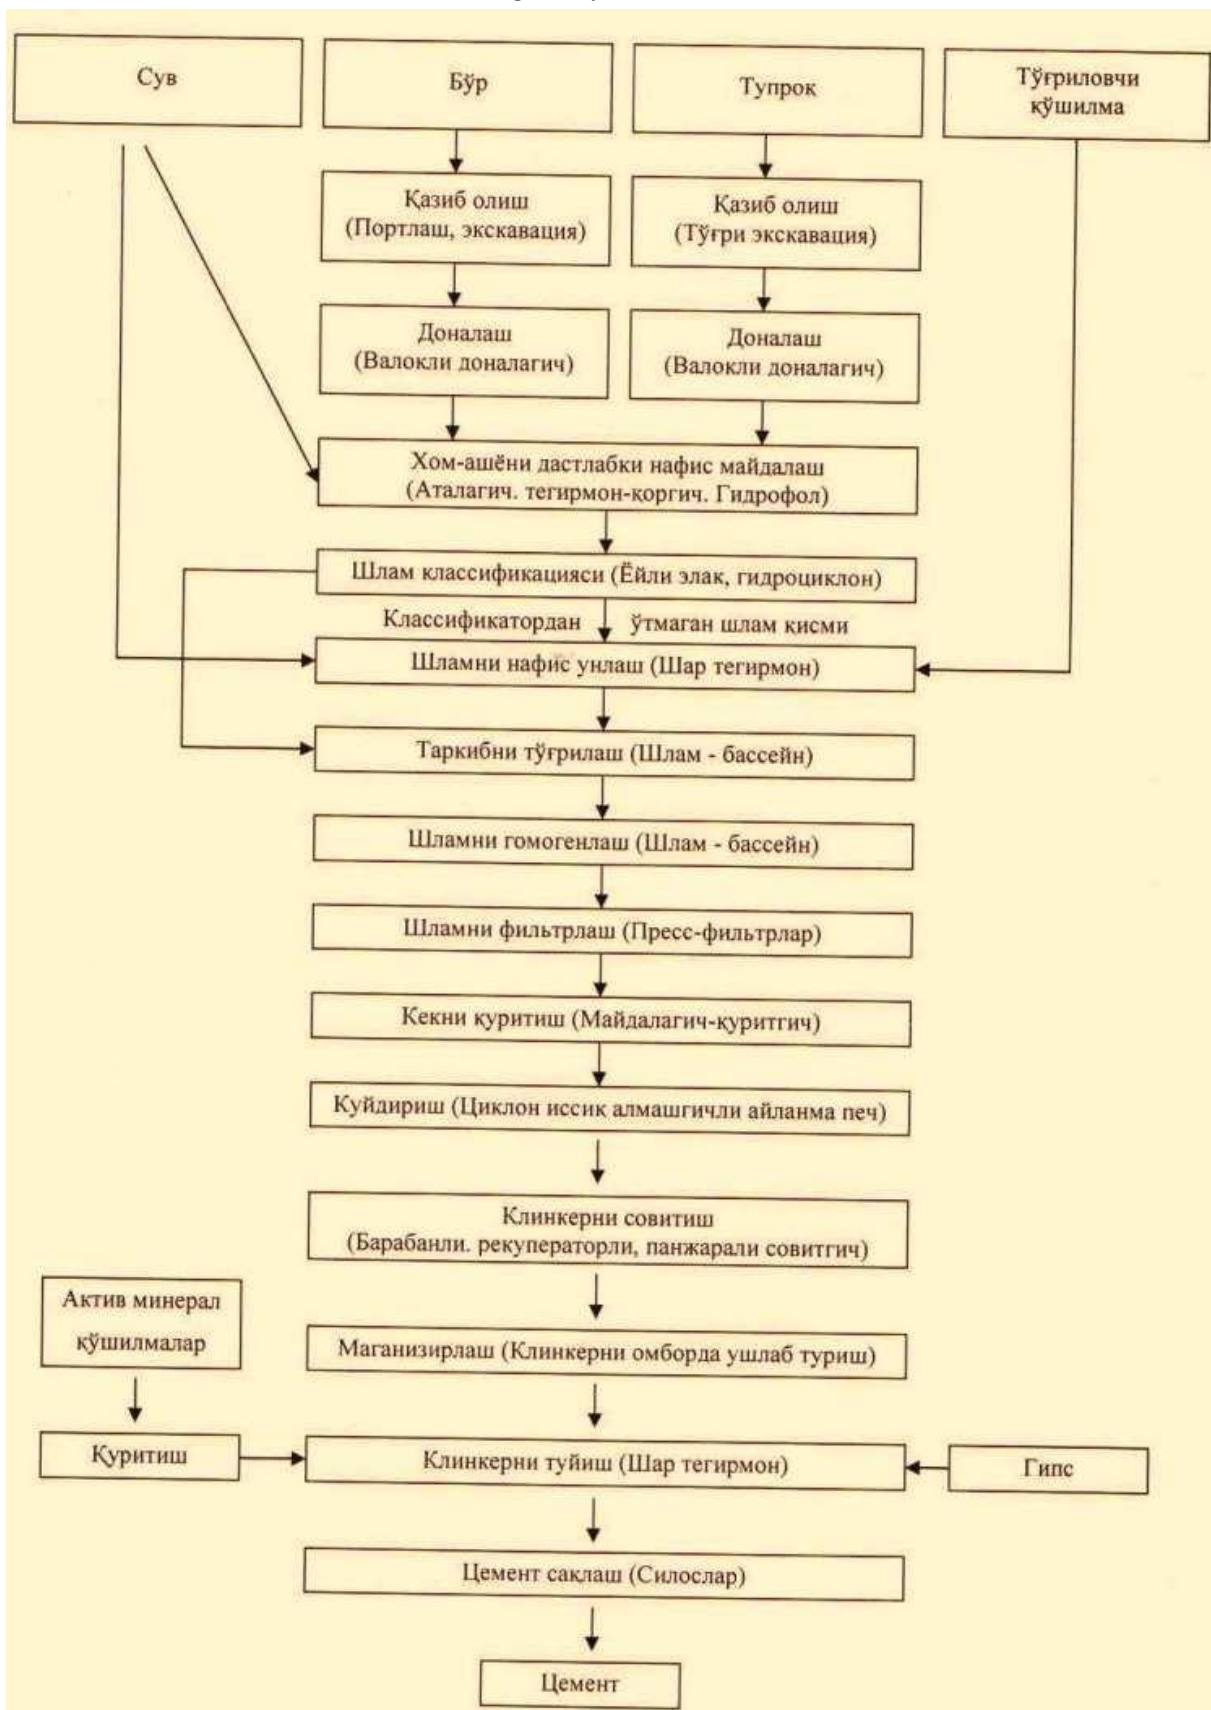 Сув
Бўр
Тупроқ
Тўғриловчи
қўшилма
Қазиб олиш
(Портлаш, экскавация)
Қазиб олиш
(Тўғри экскавация)
Доналаш
(Валокли доналагич)
Доналаш
(Валокли доналагич)
Хом-ашёни дастлабки нафис майдалаш
(Аталагич. тегирмон-қоргич. Гидрофол)
Шлам классификацияси (Ёйли элак, гидроциклон)
Классификатордан ўтмаган шлам қисми
Шламни нафис унлаш (Шар тегирмон)
Таркибни тўғрилаш (Шлам - бассейн)
Шламни гомогенлаш (Шлам - бассейн)
Шламни фильтрлаш (Пресс-фильтрлар)
Кекни қуритиш (Майдалагич-қуритгич)
Куйдириш (Циклон иссиқ алмашгичли айланма печ)
Клинкерни совитиш
(Барабанли. рекуператорли, панжарали совитгич)
Актив минерал
қўшилмалар
Маганизирлаш (Клинкерни омборда ушлаб туриш)
Қуритиш
Клинкерни туйиш (Шар тегирмон)
Гипс
Цемент сақлаш (Силослар)
Цемент